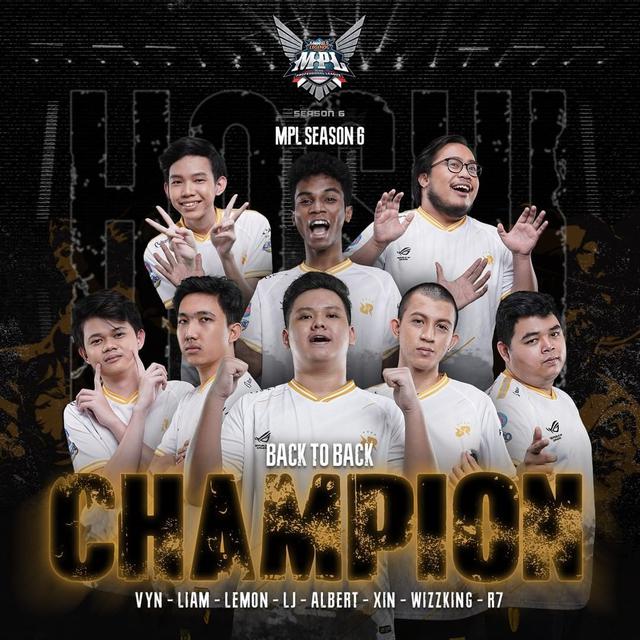 MPL
SEASON 6
MPL SEASON 6
BACK TO BACK
CHAMPION
VYN - LIAM - LEMON - LJ - ALBERT - XIN - WIZZKING - R7